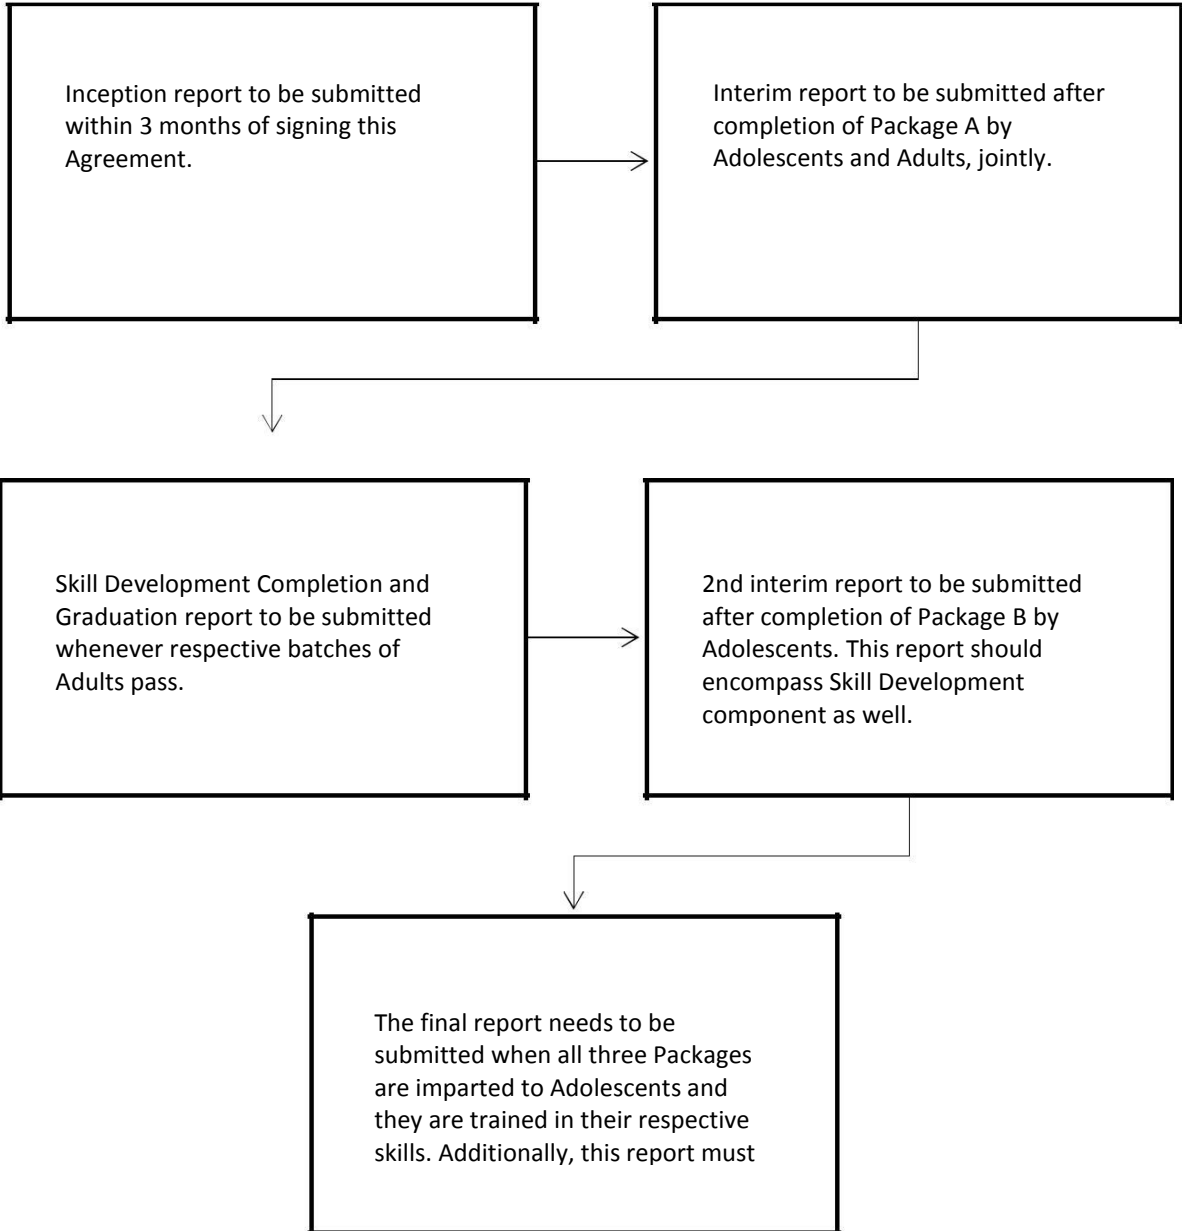 Inception report to be submitted
within 3 months of signing this
Agreement.
Interim report to be submitted after
completion of Package A by
Adolescents and Adults, jointly.
Skill Development Completion and
Graduation report to be submitted
whenever respective batches of
Adults pass.
2nd interim report to be submitted
after completion of Package B by
Adolescents. This report should
encompass Skill Development
component as well.
The final report needs to be
submitted when all three Packages
are imparted to Adolescents and
they are trained in their respective
skills. Additionally, this report must